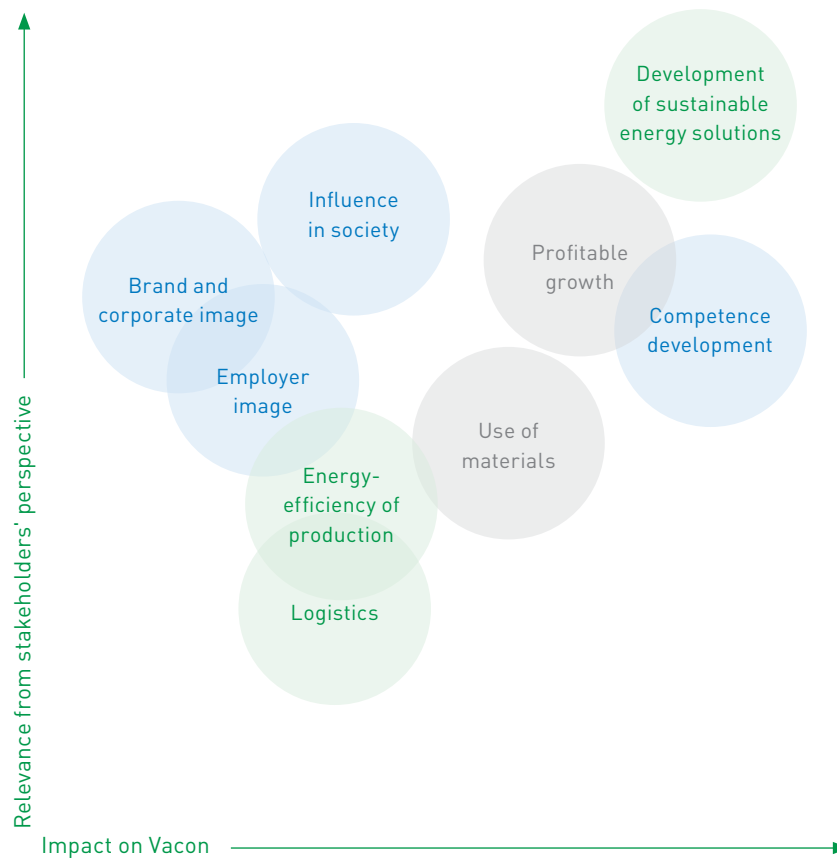 Development
of sustainable
energy solutions
Influence
in society
Profitable
growth
Brand and
corporate image
Competence
development
Employer
image
Use of
materials
Energy-
efficiency of
production
Logistics
Relevance from stakeholders' perspective
Impact on Vacon